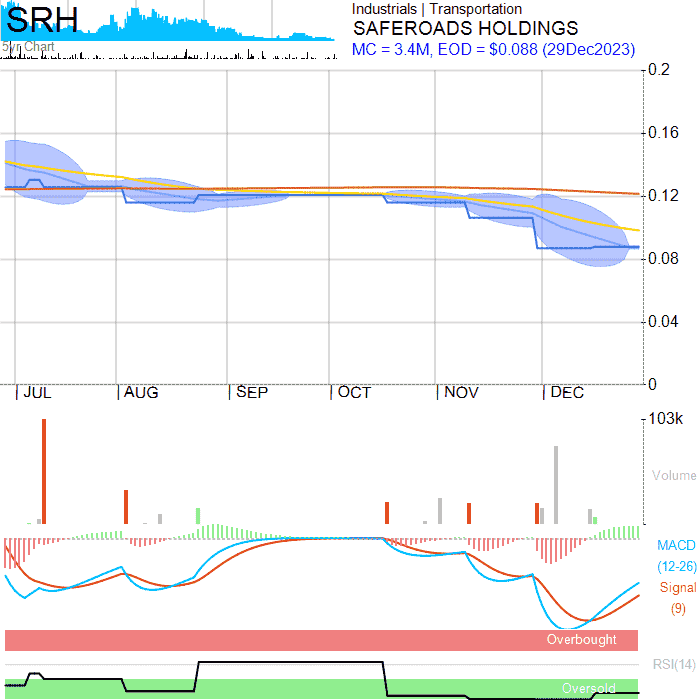 SRH
5yr Chart
Industrials | Transportation
SAFEROADS HOLDINGS
MC = 3.4M, EOD = $0.088 (29Dec2023)
0.2
0.16
0.12
0.08
0.04
0
JUL AUG SEP OCT NOV DEC
103k
Volume
MACD
(12-26)
Signal
(9)
Overbought
RSI(14)
Oversold